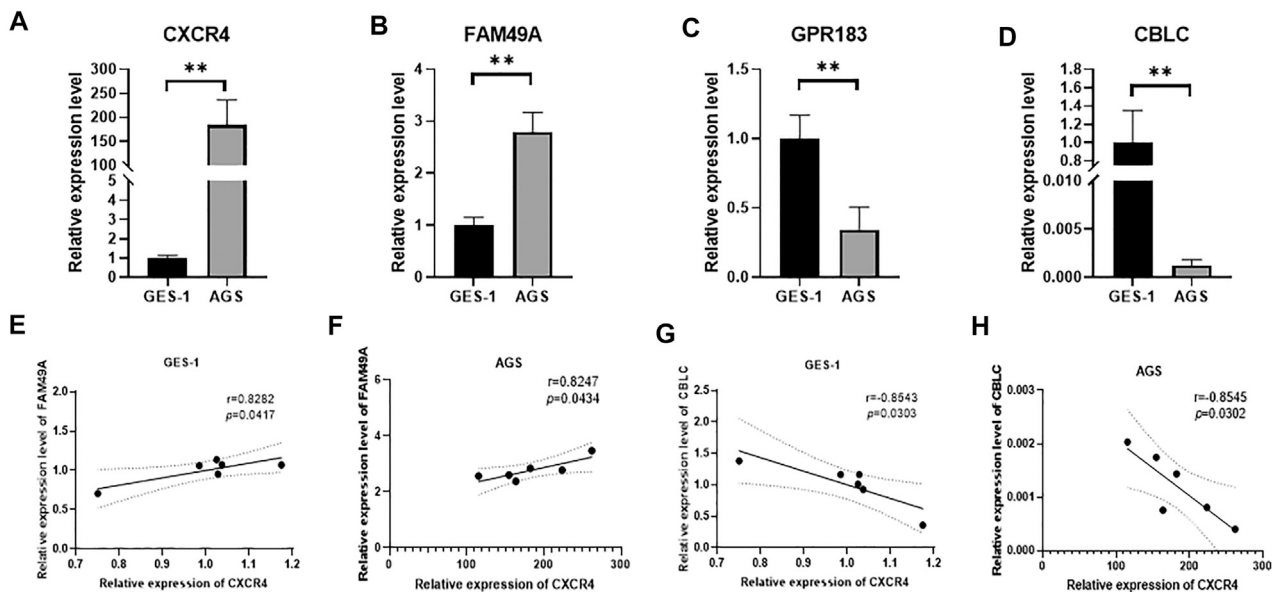 A
CXCR4
Relative expression level
300
250
200
150
100
5
4
3
2
1
0
**
GES-1 AGS
B
FAM49A
Relative expression level
4
3
2
1
0
**
GES-1 AGS
C
GPR183
Relative expression level
1.5
1.0
0.5
0.0
**
GES-1 AGS
D
CBLC
Relative expression level
1.8
1.6
1.4
1.2
1.0
0.8
0.010
0.005
0.000
**
GES-1 AGS
E
GES-1
r=0.8282
p=0.0417
Relative expression level of FAM49A
2.0
1.5
1.0
0.5
0.0
0.7 0.8 0.9 1.0 1.1 1.2
Relative expression of CXCR4
F
AGS
r=0.8247
p=0.0434
Relative expression level of FAM49A
6
4
2
0
0 100 200 300
Relative expression of CXCR4
G
GES-1
r=-0.8543
p=0.0303
Relative expression level of CBLC
2.5
2.0
1.5
1.0
0.5
0.0
0.7 0.8 0.9 1.0 1.1 1.2
Relative expression of CXCR4
H
AGS
r=-0.8545
p=0.0302
Relative expression level of CBLC
0.003
0.002
0.001
0.000
0 100 200 300
Relative expression of CXCR4